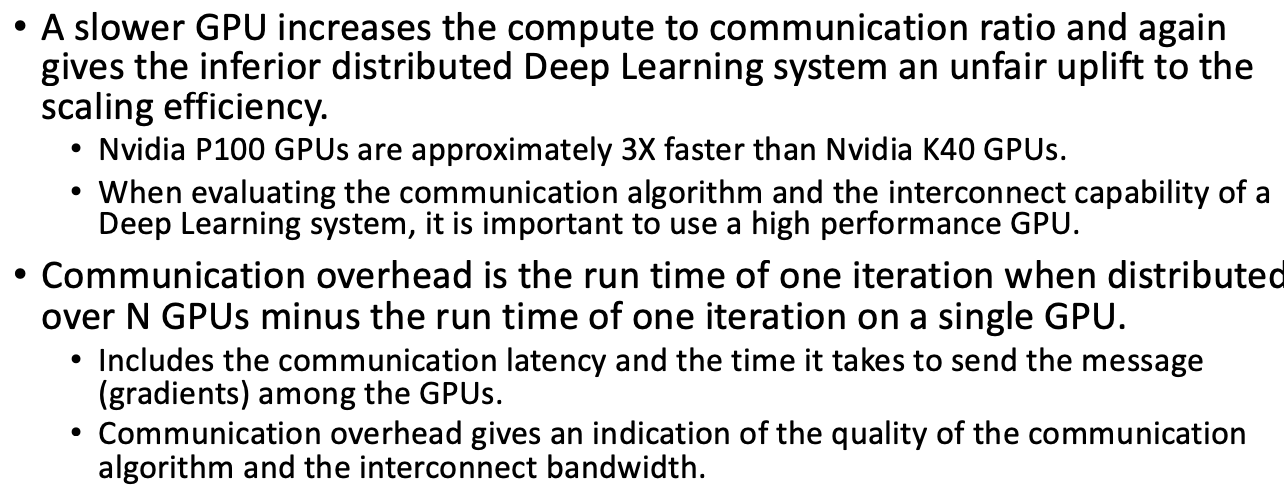 • A slower GPU increases the compute to communication ratio and again
gives the inferior distributed Deep Learning system an unfair uplift to the
scaling efficiency.
• Nvidia P100 GPUs are approximately 3X faster than Nvidia K40 GPUs.
• When evaluating the communication algorithm and the interconnect capability of a
Deep Learning system, it is important to use a high performance GPU.
• Communication overhead is the run time of one iteration when distributed
over N GPUs minus the run time of one iteration on a single GPU.
• Includes the communication latency and the time it takes to send the message
(gradients) among the GPUs.
• Communication overhead gives an indication of the quality of the communication
algorithm and the interconnect bandwidth.